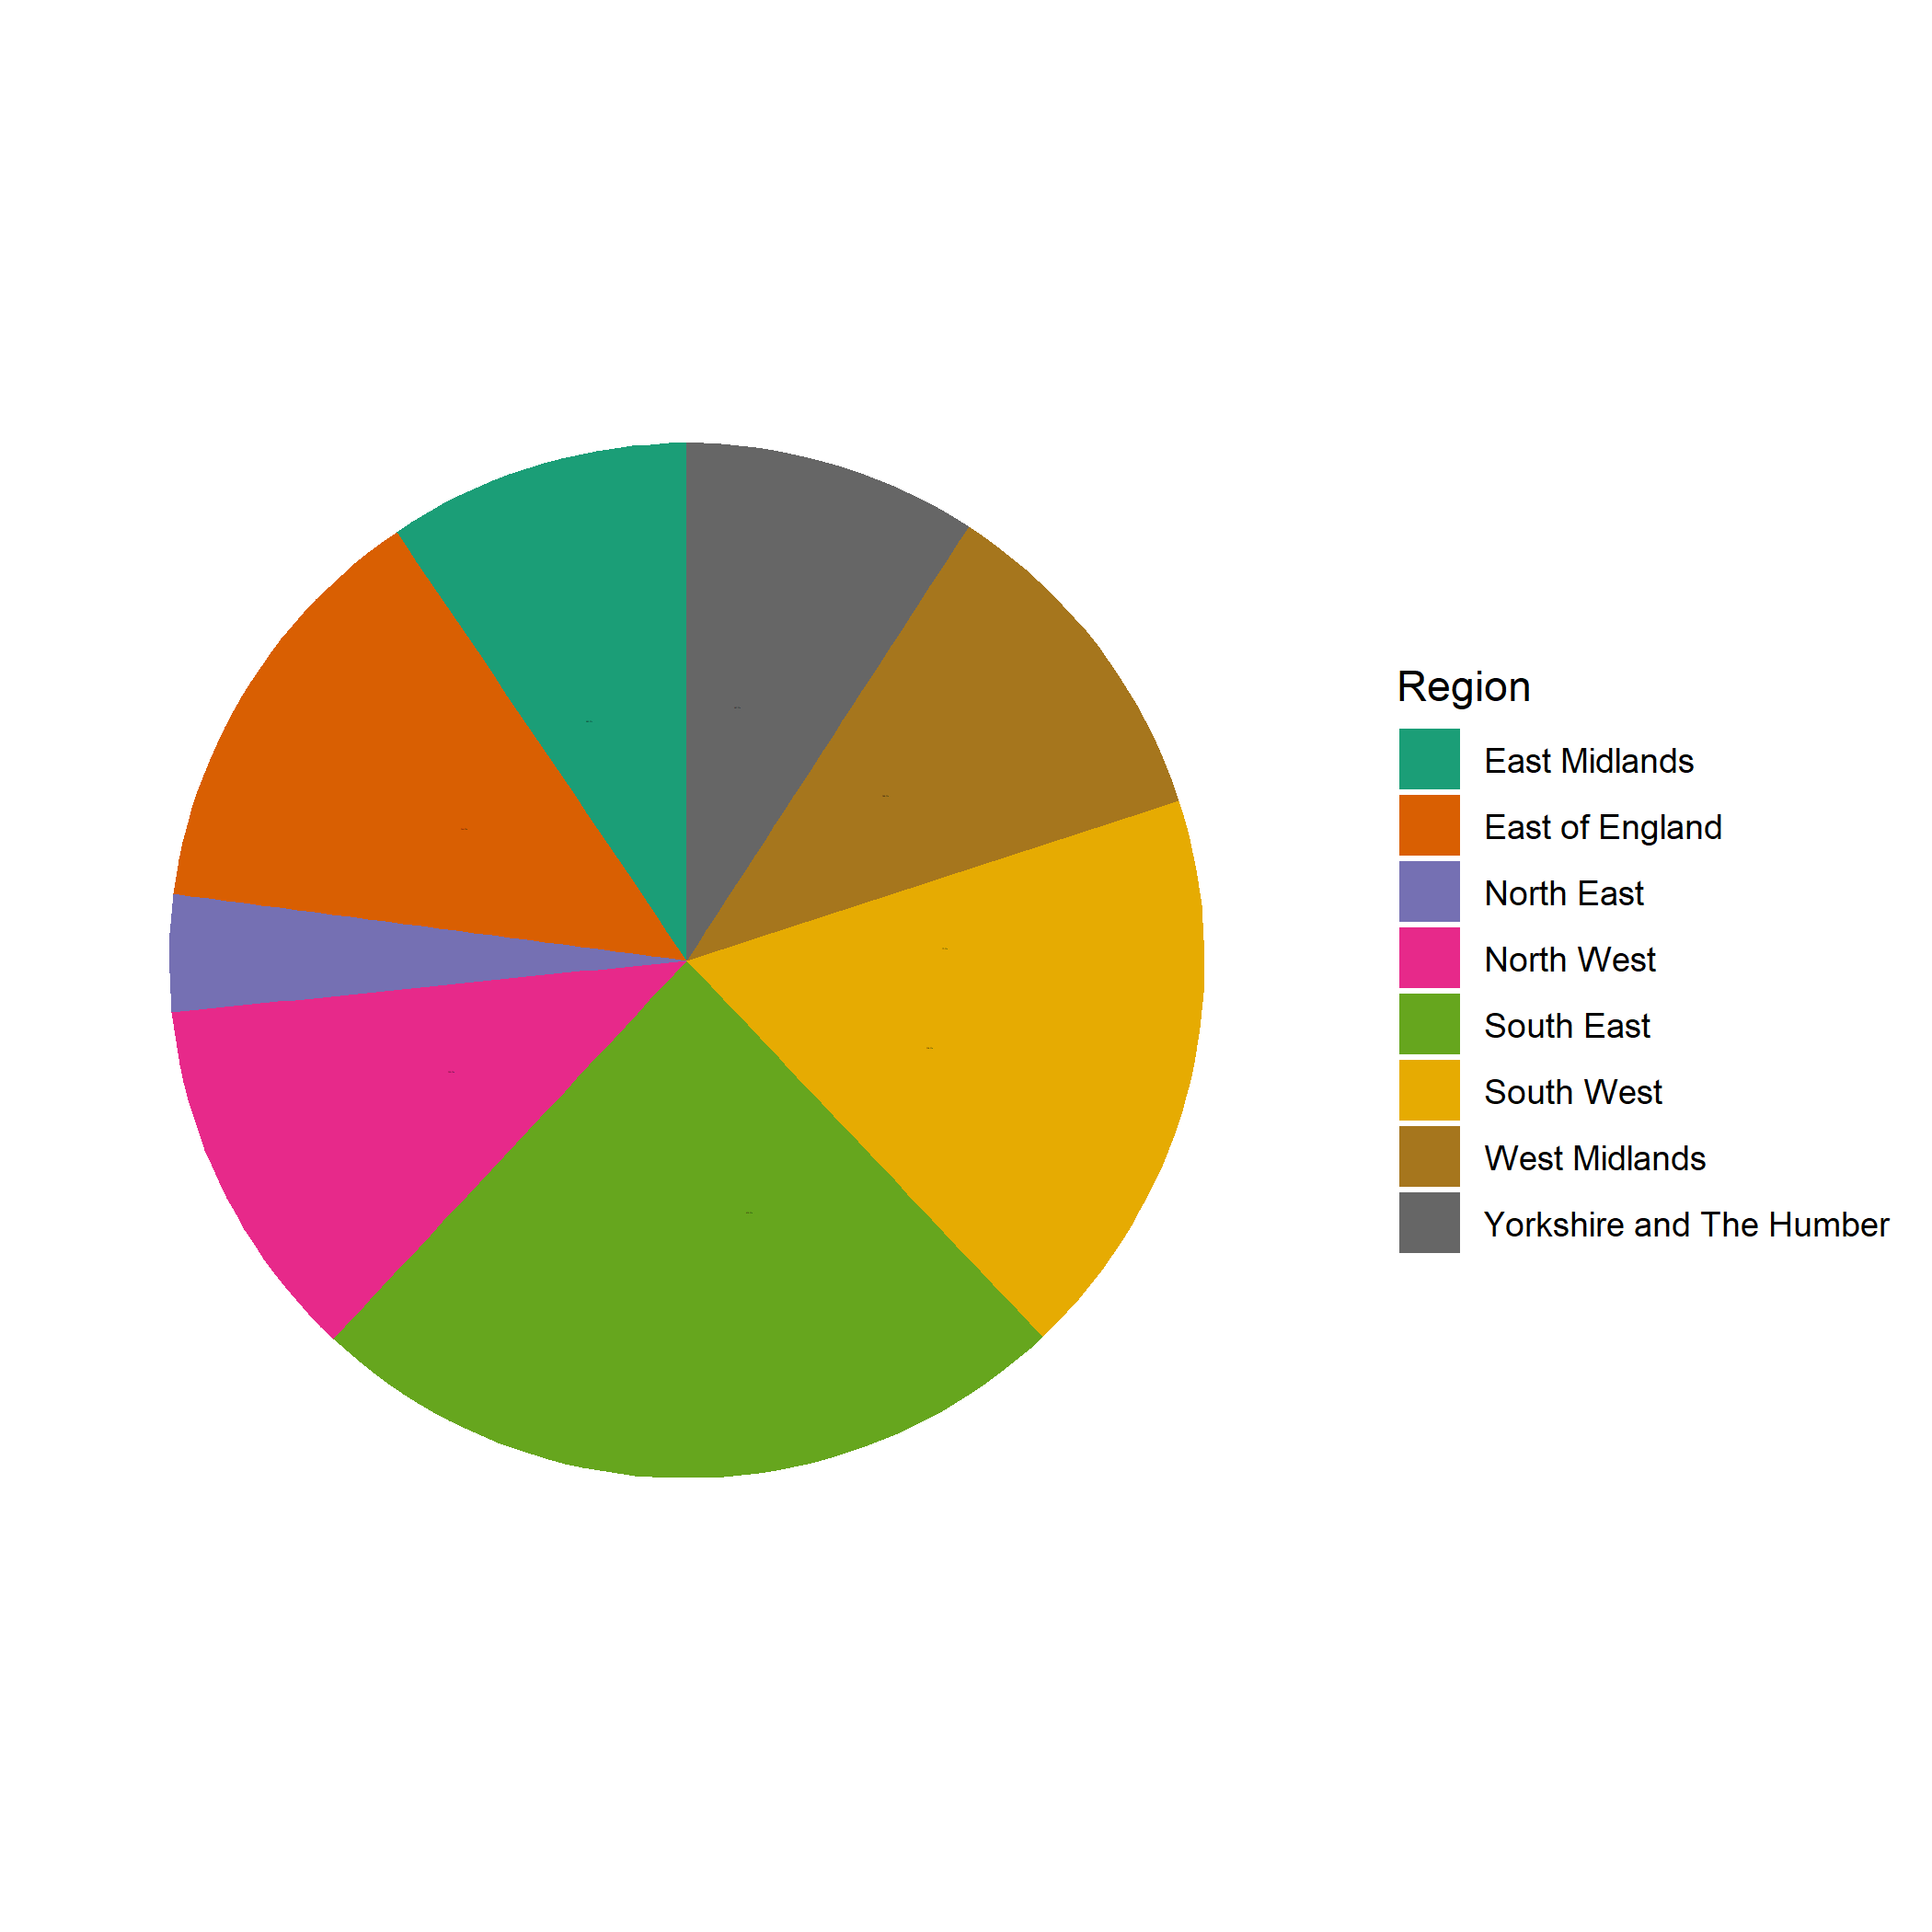 Region
East Midlands
East of England
North East
North West
South East
South West
West Midlands
Yorkshire and The Humber